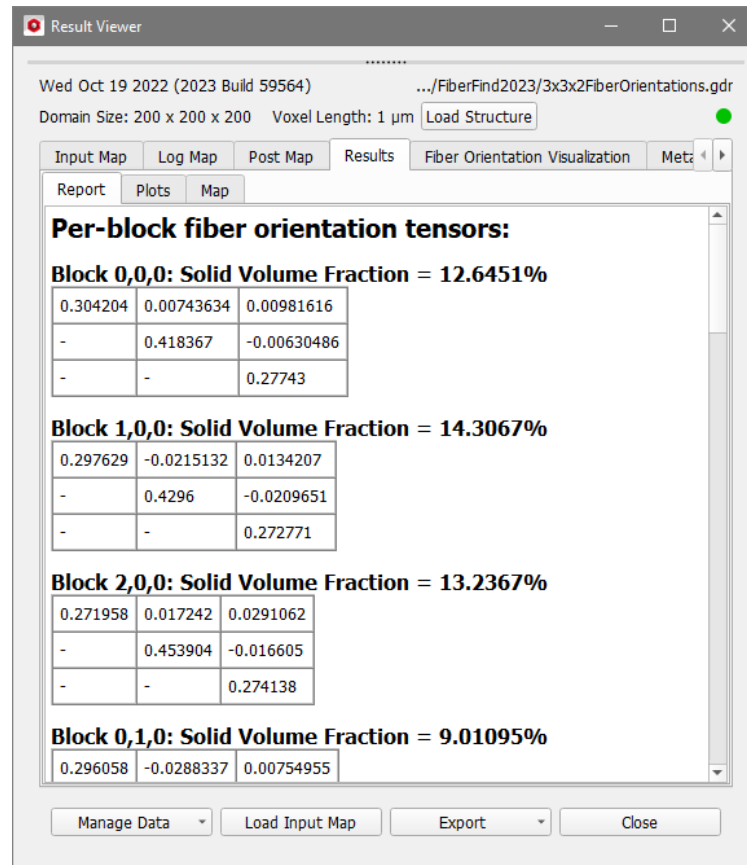 Result Viewer
Wed Oct 19 2022 (2023 Build 59564) .../FiberFind2023/3x3x2FiberOrientations.gdr
Domain Size: 200 x 200 x 200 Voxel Length: 1 µm Load Structure
Input Map Log Map Post Map Results Fiber Orientation Visualization Meta
Report Plots Map
Per-block fiber orientation tensors:
Block 0,0,0: Solid Volume Fraction = 12.6451%
0.304204 0.00743634 0.00981616
- 0.418367 -0.00630486
- - 0.27743
Block 1,0,0: Solid Volume Fraction = 14.3067%
0.297629 -0.0215132 0.0134207
- 0.4296 -0.0209651
- - 0.272771
Block 2,0,0: Solid Volume Fraction = 13.2367%
0.271958 0.017242 0.0291062
- 0.453904 -0.016605
- - 0.274138
Block 0,1,0: Solid Volume Fraction = 9.01095%
0.296058 -0.0288337 0.00754955
Manage Data Load Input Map Export Close